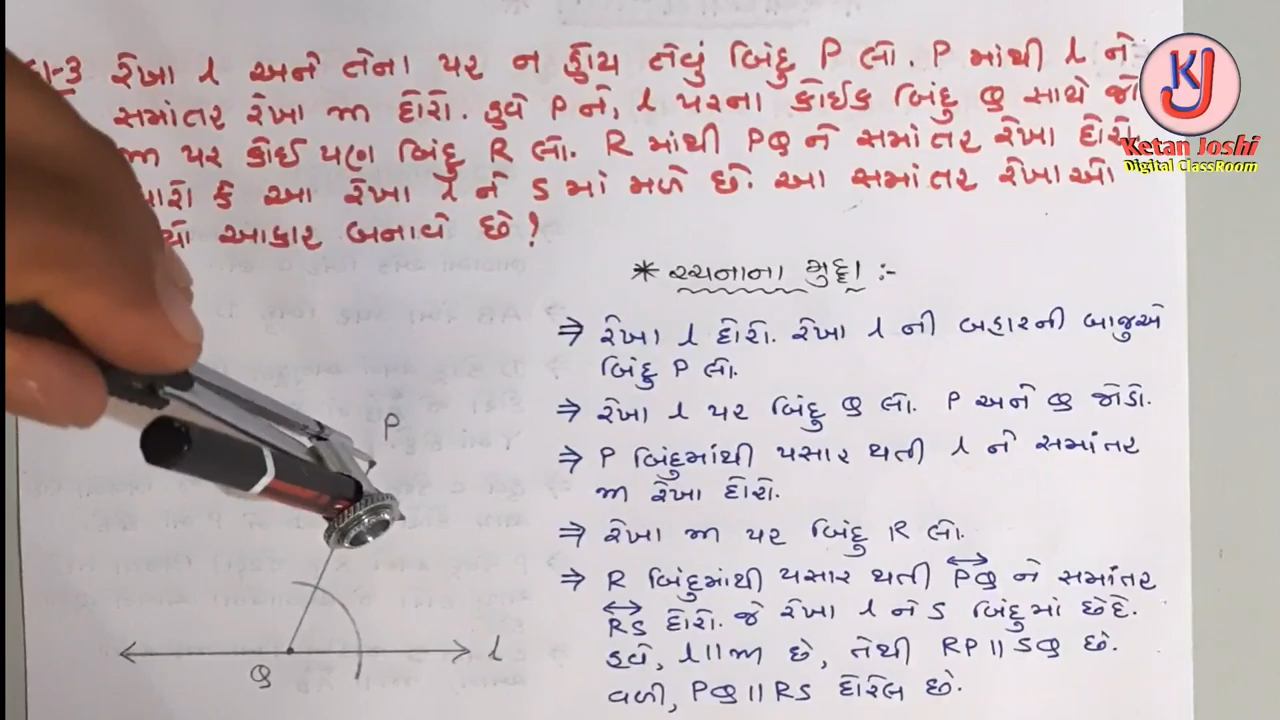 રેખા l અને તેના પર ન હોય તેવું બિંદુ P લો. P માંથી l ને
સમાંતર રેખા m દોરો. હવે P ને, l પરના કોઈક બિંદુ Q સાથે જો
m પર કોઈ પણ બિંદુ R લો. R માંથી PQ ને સમાંતર રેખા દોરો.
કે આ રેખા l ને S માં મળે છે. આ સમાંતર રેખાઓ
આકાર બનાવે છે?
KJ
Ketan Joshi
Digital ClassRoom
* રચનાના મુદ્દા :-
⇒ રેખા l દોરો. રેખા l ની બહારની બાજુએ
બિંદુ P લો.
⇒ રેખા l પર બિંદુ Q લો. P અને Q જોડો.
⇒ P બિંદુમાંથી પસાર થતી l ને સમાંતર
m રેખા દોરો.
⇒ રેખા m પર બિંદુ R લો.
⇒ R બિંદુમાંથી પસાર થતી PQ ને સમાંતર
RS દોરો. જે રેખા l ને S બિંદુમાં છેદે.
હવે, l || m છે, તેથી RP || SQ છે.
વળી, PQ || RS દોરેલ છે.
P
l
Q